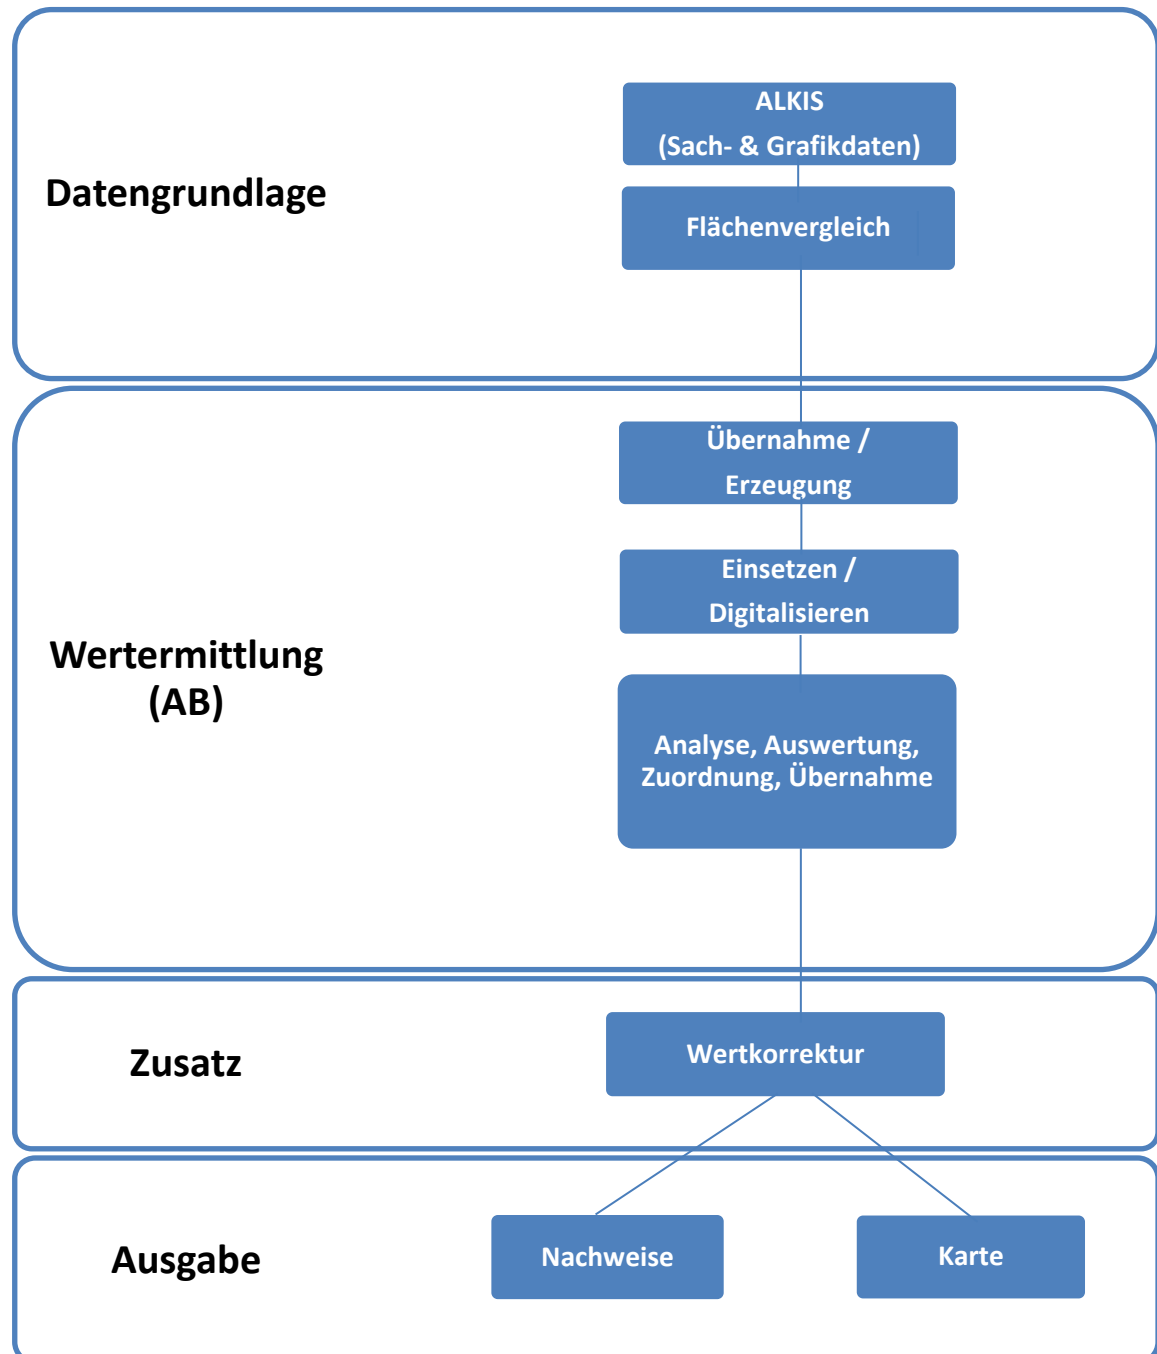 Datengrundlage
ALKIS
(Sach- & Grafikdaten)
Flächenvergleich
Wertermittlung
(AB)
Übernahme /
Erzeugung
Einsetzen /
Digitalisieren
Analyse, Auswertung,
Zuordnung, Übernahme
Zusatz
Wertkorrektur
Ausgabe
Nachweise
Karte